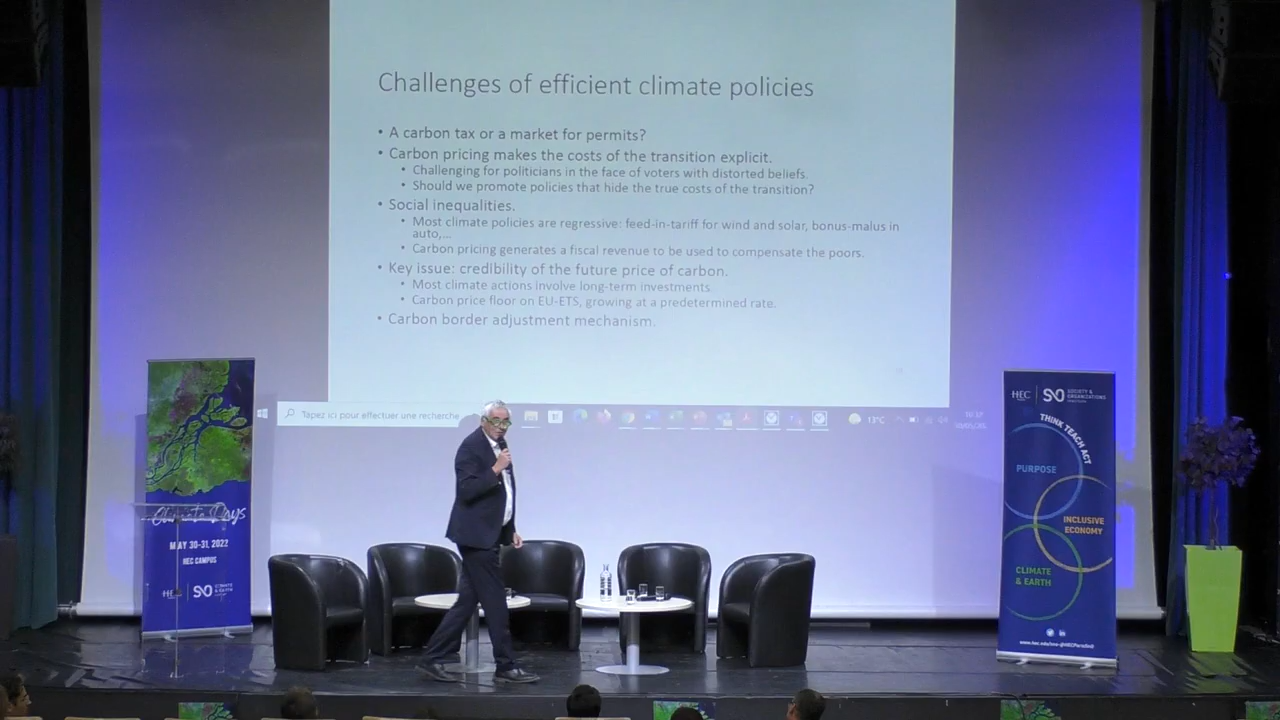 Challenges of efficient climate policies
• A carbon tax or a market for permits?
• Carbon pricing makes the costs of the transition explicit.
• Challenging for politicians in the face of voters with distorted beliefs.
• Should we promote policies that hide the true costs of the transition?
• Social inequalities.
• Most climate policies are regressive: feed-in-tariff for wind and solar, bonus-malus in
auto,...
• Carbon pricing generates a fiscal revenue to be used to compensate the poors.
• Key issue: credibility of the future price of carbon.
• Most climate actions involve long-term investments
• Carbon price floor on EU-ETS, growing at a predetermined rate.
• Carbon border adjustment mechanism.
Tapez ici pour effectuer une recherche
13°C
Climate Days
MAY 30-31, 2022
HEC CAMPUS
HEC
SOCIETY &
ORGANIZATIONS
THINK TEACH ACT
PURPOSE
INCLUSIVE
ECONOMY
CLIMATE
& EARTH